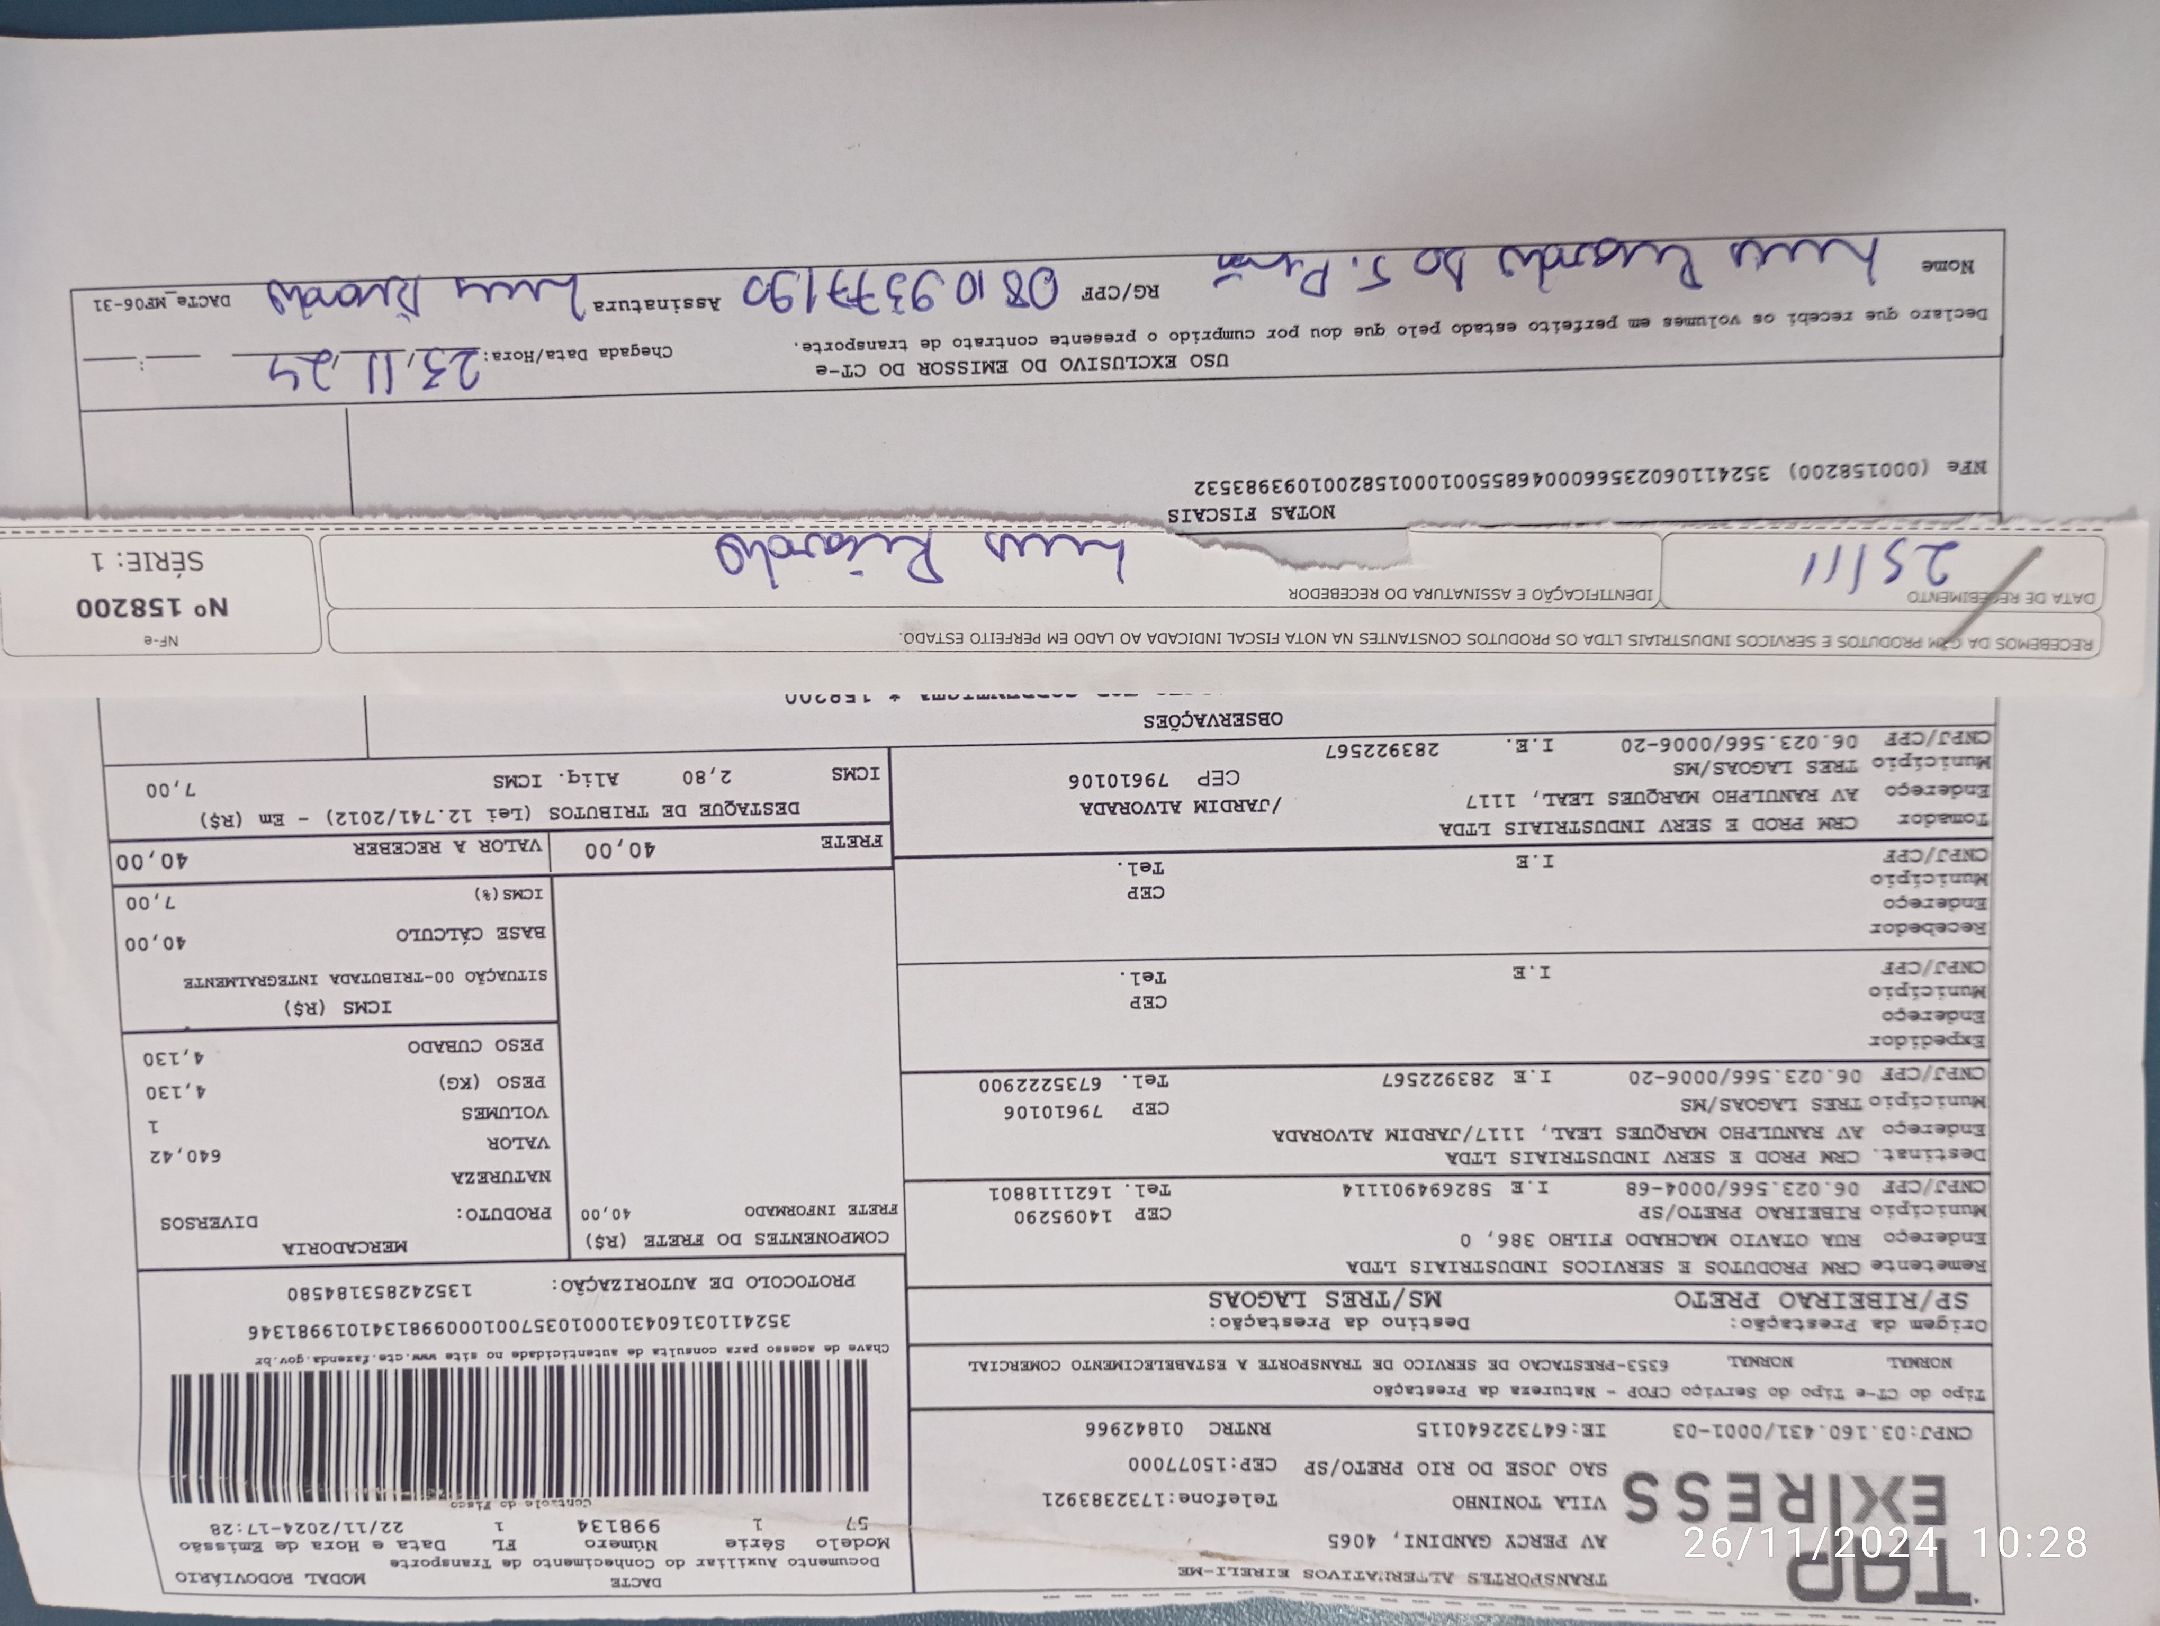 TRANSPORTES ALTERNATIVOS EIRELI-ME
TAP EXPRESS
AV PERCY GANDINI, 4065
VILA TONINHO Telefone:1732383921
SAO JOSE DO RIO PRETO/SP CEP:15077000
CNPJ:03.160.431/0001-03 IE:647322640115 RNTRC 01842966
DACTE MODAL RODOVIÁRIO
Documento Auxiliar do Conhecimento de Transporte
Modelo Série Número FL Data e Hora de Emissão
57 1 998134 1 22/11/2024-17:28
Controle do Fisco
Chave de acesso para consulta de autenticidade no site www.cte.fazenda.gov.br
35241103160431000103570010009981341019981346
PROTOCOLO DE AUTORIZAÇÃO: 135242853184580
Tipo do CT-e Tipo do Serviço CFOP - Natureza da Prestação
NORMAL NORMAL 6353-PRESTACAO DE SERVICO DE TRANSPORTE A ESTABELECIMENTO COMERCIAL
Origem da Prestação: Destino da Prestação:
SP/RIBEIRAO PRETO MS/TRES LAGOAS
Remetente CRM PRODUTOS E SERVICOS INDUSTRIAIS LTDA
Endereço RUA OTAVIO MACHADO FILHO 386, 0
Município RIBEIRAO PRETO/SP CEP 14095290
CNPJ/CPF 06.023.566/0004-68 I.E 582694901114 Tel. 1621118801
Destinat. CRM PROD E SERV INDUSTRIAIS LTDA
Endereço AV RANULPHO MARQUES LEAL, 1117/JARDIM ALVORADA
Município TRES LAGOAS/MS CEP 79610106
CNPJ/CPF 06.023.566/0006-20 I.E 283922567 Tel. 6735222900
Expedidor
Endereço
Município CEP
CNPJ/CPF I.E Tel.
Recebedor
Endereço
Município CEP
CNPJ/CPF I.E Tel.
Tomador CRM PROD E SERV INDUSTRIAIS LTDA
Endereço AV RANULPHO MARQUES LEAL, 1117 /JARDIM ALVORADA
Município TRES LAGOAS/MS CEP 79610106
CNPJ/CPF 06.023.566/0006-20 I.E. 283922567
COMPONENTES DO FRETE (R$)
FRETE INFORMADO 40,00
MERCADORIA
PRODUTO: DIVERSOS
NATUREZA
VALOR 640,42
VOLUMES 1
PESO (KG) 4,130
PESO CUBADO 4,130
ICMS (R$)
SITUAÇÃO 00-TRIBUTADA INTEGRALMENTE
BASE CÁLCULO 40,00
ICMS(%) 7,00
FRETE 40,00 VALOR A RECEBER 40,00
DESTAQUE DE TRIBUTOS (Lei 12.741/2012) - Em (R$)
ICMS 2,80 Aliq. ICMS 7,00
OBSERVAÇÕES
* 158200
RECEBEMOS DA CRM PRODUTOS E SERVICOS INDUSTRIAIS LTDA OS PRODUTOS CONSTANTES NA NOTA FISCAL INDICADA AO LADO EM PERFEITO ESTADO.
DATA DE RECEBIMENTO IDENTIFICAÇÃO E ASSINATURA DO RECEBEDOR
25/11 Luis Ricardo
NF-e
Nº 158200
SÉRIE: 1
NOTAS FISCAIS
NFe (000158200) 35241106023566000468550010001582001093983532
USO EXCLUSIVO DO EMISSOR DO CT-e
Chegada Data/Hora: 25,11,24 :
Declaro que recebi os volumes em perfeito estado pelo que dou por cumprido o presente contrato de transporte.
Nome Luis Ricardo do S. RG/CPF 08109377190 Assinatura Luis Ricardo DACTe_MF06-31
26/11/2024 10:28